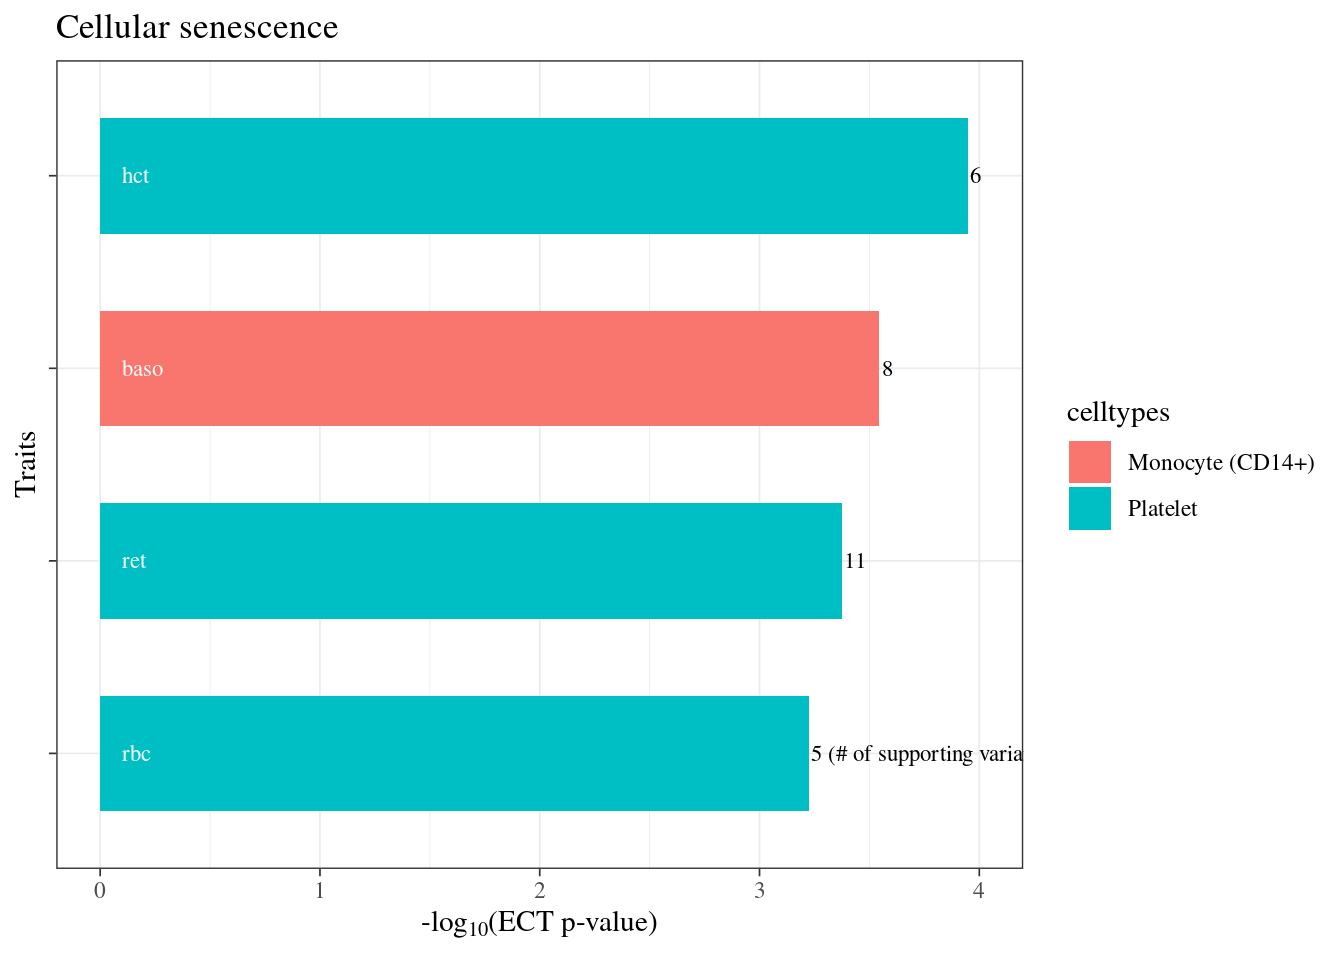 Cellular senescence
Traits
hct
6
baso
8
ret
11
rbc
5 (# of supporting varia
0 1 2 3 4
-log10(ECT p-value)
celltypes
Monocyte (CD14+)
Platelet